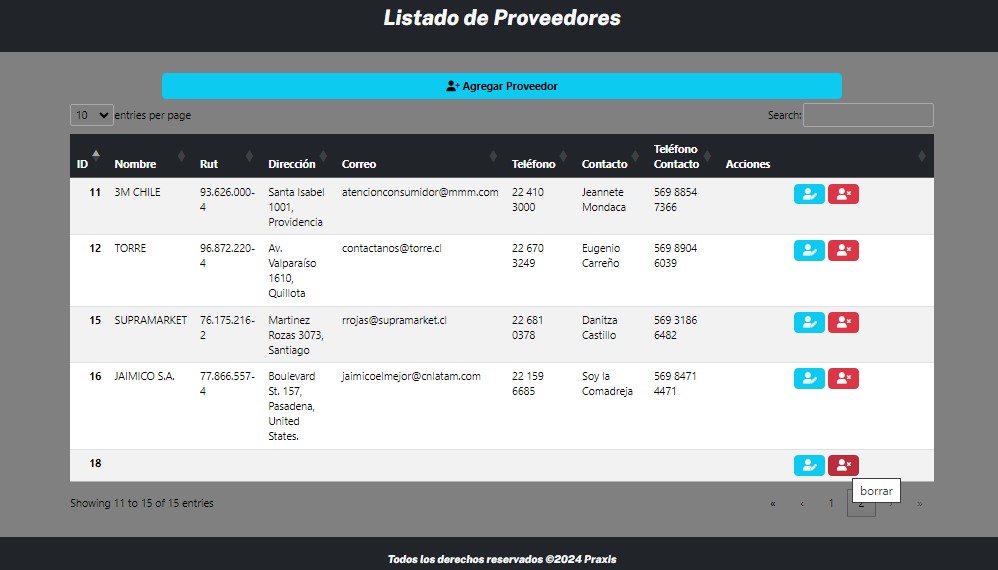 Listado de Proveedores
Agregar Proveedor
10 entries per page Search:
ID Nombre Rut Dirección Correo Teléfono Contacto Teléfono Contacto Acciones
11 3M CHILE 93.626.000-4 Santa Isabel 1001, Providencia atencionconsumidor@mmm.com 22 410 3000 Jeannete Mondaca 569 8854 7366
12 TORRE 96.872.220-4 Av. Valparaíso 1610, Quillota contactanos@torre.cl 22 670 3249 Eugenio Carreño 569 8904 6039
15 SUPRAMARKET 76.175.216-2 Martinez Rozas 3073, Santiago rrojas@supramarket.cl 22 681 0378 Danitza Castillo 569 3186 6482
16 JAIMICO S.A. 77.866.557-4 Boulevard St. 157, Pasadena, United States. jaimicoelmejor@cnlatam.com 22 159 6685 Soy la Comadreja 569 8471 4471
18
borrar
Showing 11 to 15 of 15 entries « ‹ 1 2 › »
Todos los derechos reservados ©2024 Praxis